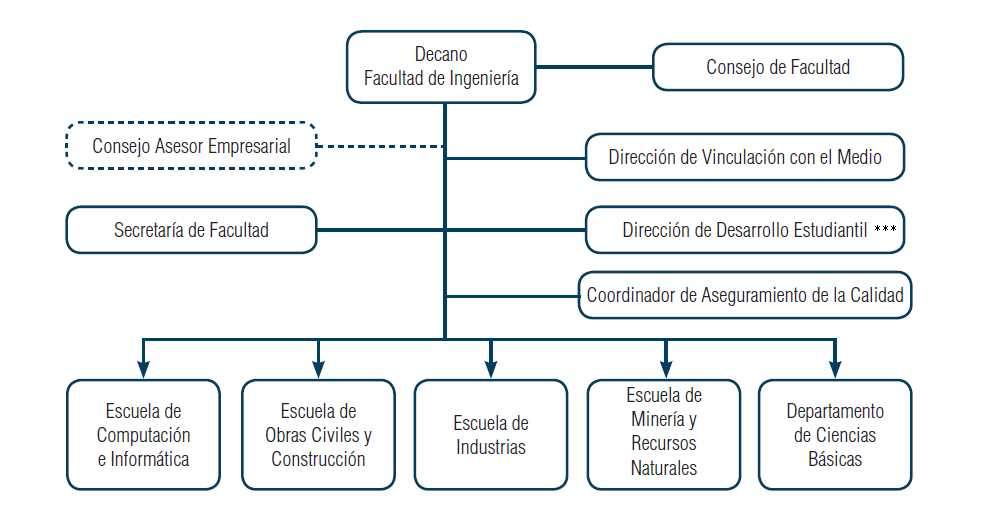 Decano
Facultad de Ingeniería
Consejo de Facultad
Consejo Asesor Empresarial
Dirección de Vinculación con el Medio
Secretaría de Facultad
Dirección de Desarrollo Estudiantil ***
Coordinador de Aseguramiento de la Calidad
Escuela de
Computación
e Informática
Escuela de
Obras Civiles y
Construcción
Escuela de
Industrias
Escuela de
Minería y
Recursos
Naturales
Departamento
de Ciencias
Básicas